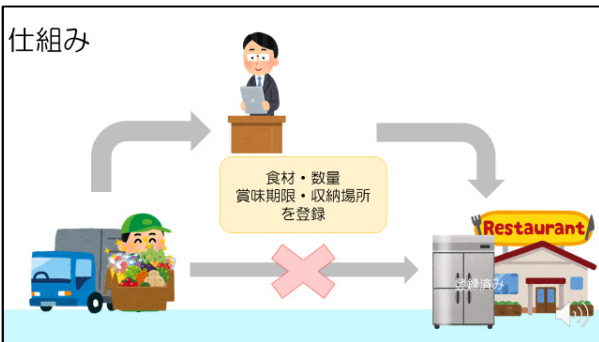 仕組み
食材・数量
賞味期限・収納場所
を登録
Restaurant
登録済み